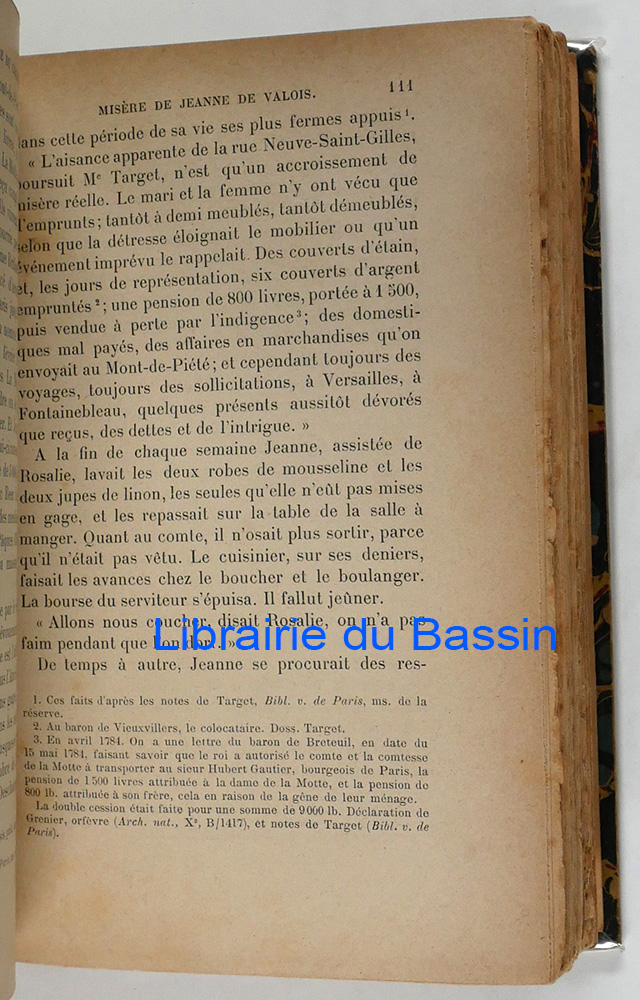 MISÈRE DE JEANNE DE VALOIS. 111
ans cette période de sa vie ses plus fermes appuis¹.
« L'aisance apparente de la rue Neuve-Saint-Gilles,
oursuit Mᵉ Target, n'est qu'un accroissement de
isère réelle. Le mari et la femme n'y ont vécu que
'emprunts; tantôt à demi meublés, tantôt démeublés,
elon que la détresse éloignait le mobilier ou qu'un
événement imprévu le rappelait. Des couverts d'étain,
et, les jours de représentation, six couverts d'argent
empruntés²; une pension de 800 livres, portée à 1 500,
puis vendue à perte par l'indigence³; des domesti-
ques mal payés, des affaires en marchandises qu'on
envoyait au Mont-de-Piété; et cependant toujours des
voyages, toujours des sollicitations, à Versailles, à
Fontainebleau, quelques présents aussitôt dévorés
que reçus, des dettes et de l'intrigue. »
A la fin de chaque semaine Jeanne, assistée de
Rosalie, lavait les deux robes de mousseline et les
deux jupes de linon, les seules qu'elle n'eût pas mises
en gage, et les repassait sur la table de la salle à
manger. Quant au comte, il n'osait plus sortir, parce
qu'il n'était pas vêtu. Le cuisinier, sur ses deniers,
faisait les avances chez le boucher et le boulanger.
La bourse du serviteur s'épuisa. Il fallut jeûner.
« Allons nous coucher, disait Rosalie, on n'a pas
faim pendant que l'on dort. »
Librairie du Bassin
De temps à autre, Jeanne se procurait des res-
1. Ces faits d'après les notes de Target, Bibl. v. de Paris, ms. de la
réserve.
2. Au baron de Vieuxvillers, le colocataire. Doss. Target.
3. En avril 1784. On a une lettre du baron de Breteuil, en date du
15 mai 1784, faisant savoir que le roi a autorisé le comte et la comtesse
de la Motte à transporter au sieur Hubert Gautier, bourgeois de Paris, la
pension de 1 500 livres attribuée à la dame de la Motte, et la pension de
800 lb. attribuée à son frère, cela en raison de la gêne de leur ménage.
La double cession était faite pour une somme de 9 000 lb. Déclaration de
Grenier, orfèvre (Arch. nat., X², B/1417), et notes de Target (Bibl. v. de
Paris).